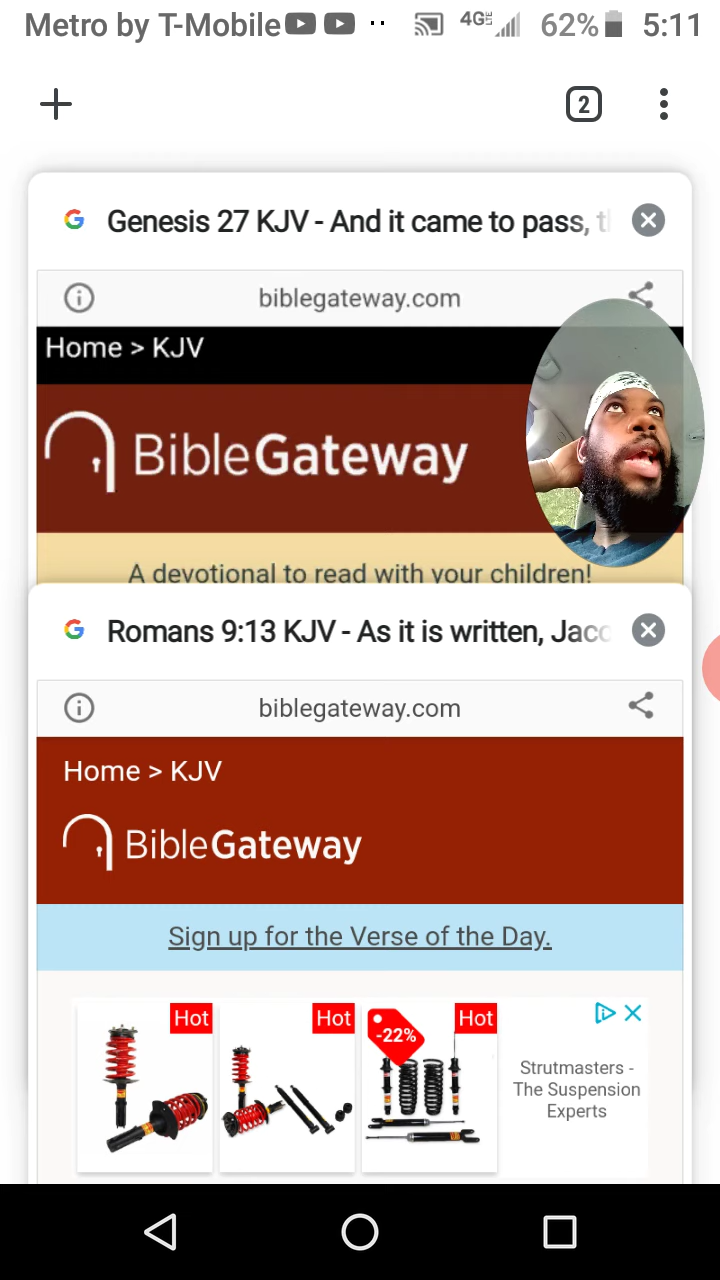 Metro by T-Mobile 4G LTE 62% 5:11
2
Genesis 27 KJV - And it came to pass, t
biblegateway.com
Home > KJV
BibleGateway
A devotional to read with your children!
Romans 9:13 KJV - As it is written, Jaco
biblegateway.com
Home > KJV
BibleGateway
Sign up for the Verse of the Day.
Hot Hot -22% Hot
Strutmasters -
The Suspension
Experts